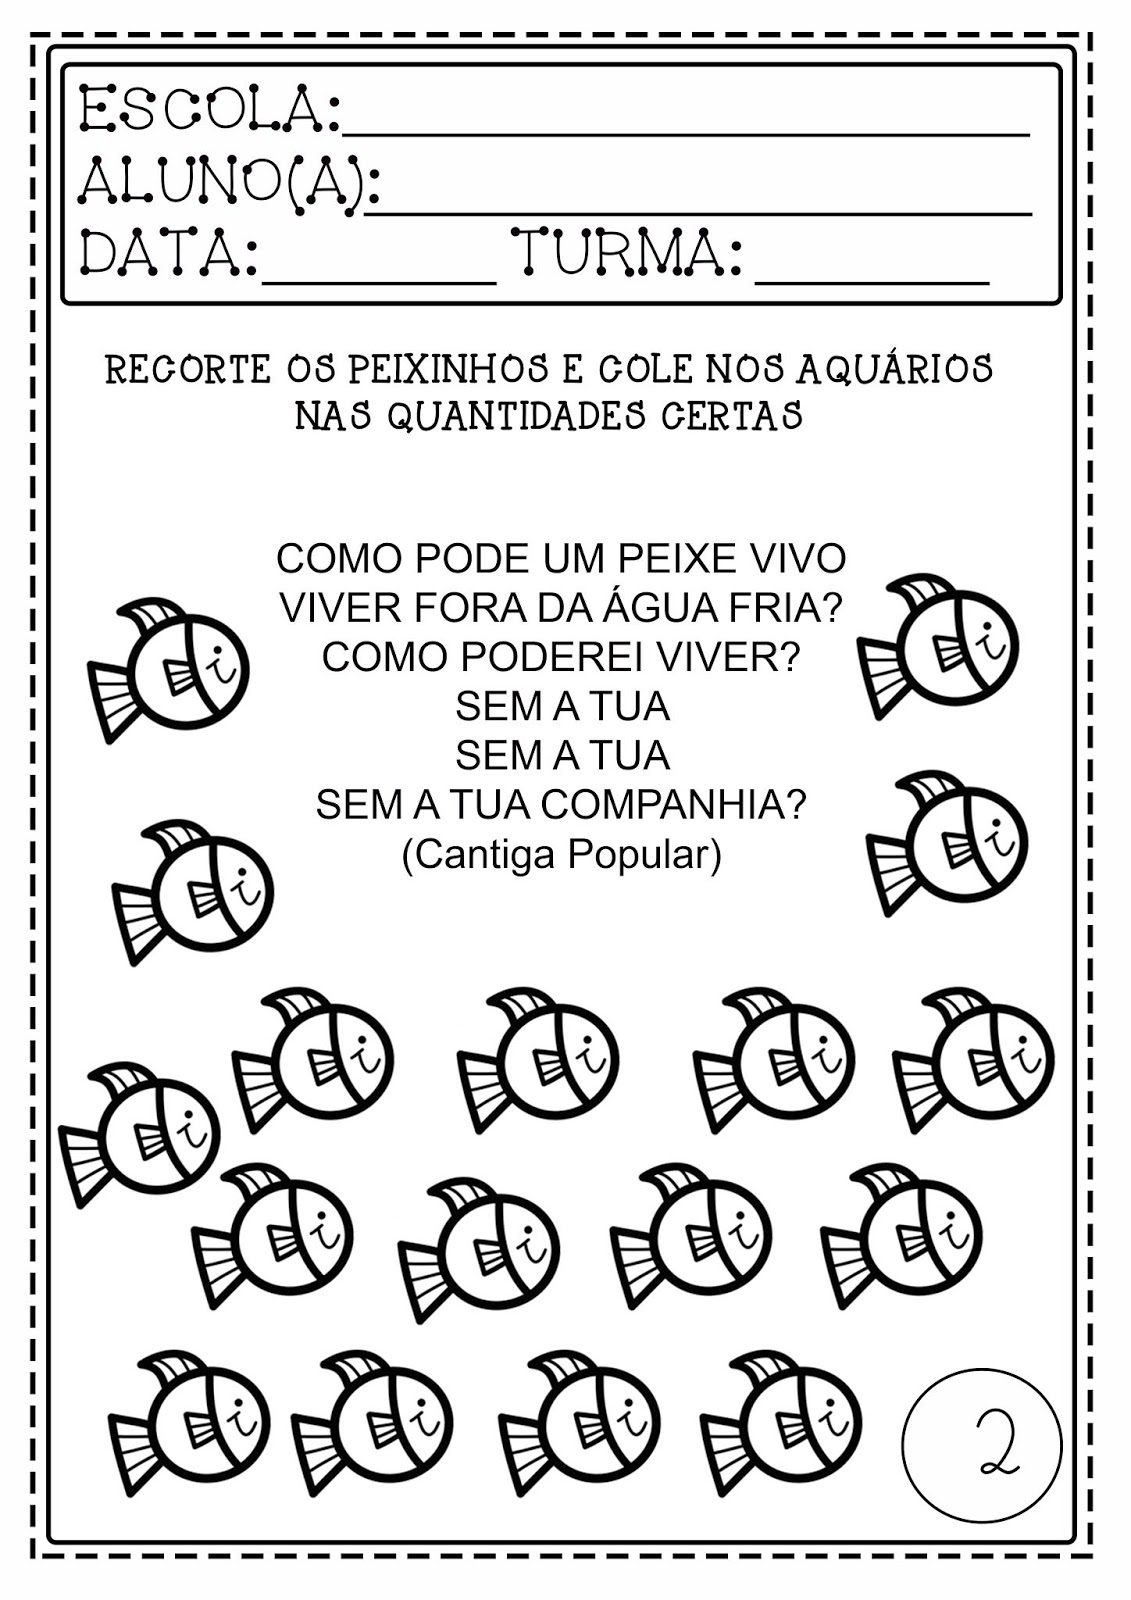 ESCOLA:
ALUNO(A):
DATA: TURMA:
RECORTE OS PEIXINHOS E COLE NOS AQUÁRIOS
NAS QUANTIDADES CERTAS
COMO PODE UM PEIXE VIVO
VIVER FORA DA ÁGUA FRIA?
COMO PODEREI VIVER?
SEM A TUA
SEM A TUA
SEM A TUA COMPANHIA?
(Cantiga Popular)
2